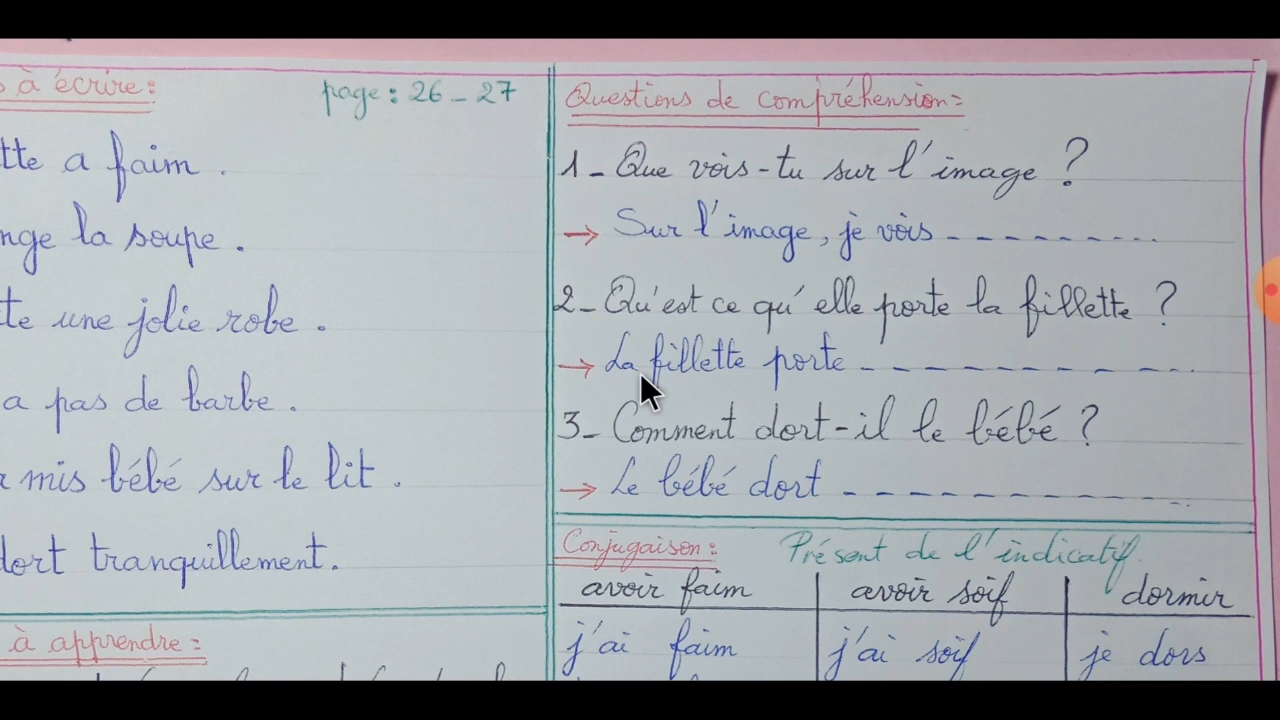 à écrire:
page: 26_27
tte a faim.
nge la soupe.
te une jolie robe.
a pas de barbe.
mis bébé sur le lit.
dort tranquillement.
à apprendre=
Questions de compréhension=
1_ Que vois-tu sur l'image ?
→ Sur l'image, je vois _ _ _ _ _ _ _ _ _
2_ Qu'est ce qu'elle porte la fillette ?
→ La fillette porte _ _ _ _ _ _ _ _ _ _ _
3_ Comment dort-il le bébé ?
→ Le bébé dort _ _ _ _ _ _ _ _ _ _ _ _
Conjugaison: Présent de l'indicatif.
avoir faim avoir soif dormir
j'ai faim j'ai soif je dors